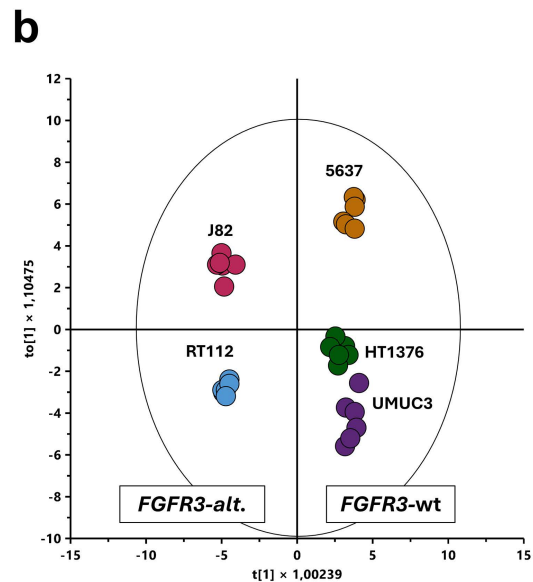 b
12
10
8
6
4
2
0
-2
-4
-6
-8
-10
to[1] × 1,10475
5637
J82
RT112
HT1376
UMUC3
FGFR3-alt.
FGFR3-wt
-15
-10
-5
0
5
10
15
t[1] × 1,00239